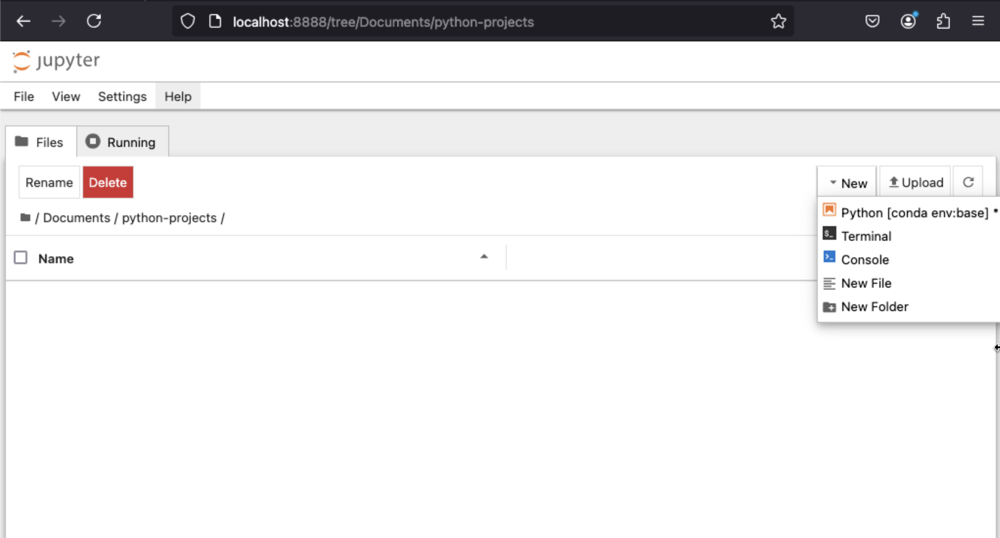 localhost:8888/tree/Documents/python-projects
jupyter
File View Settings Help
Files Running
Rename Delete New Upload
/ Documents / python-projects /
Python [conda env:base] *
$_ Terminal
>_ Console
Name
New File
New Folder